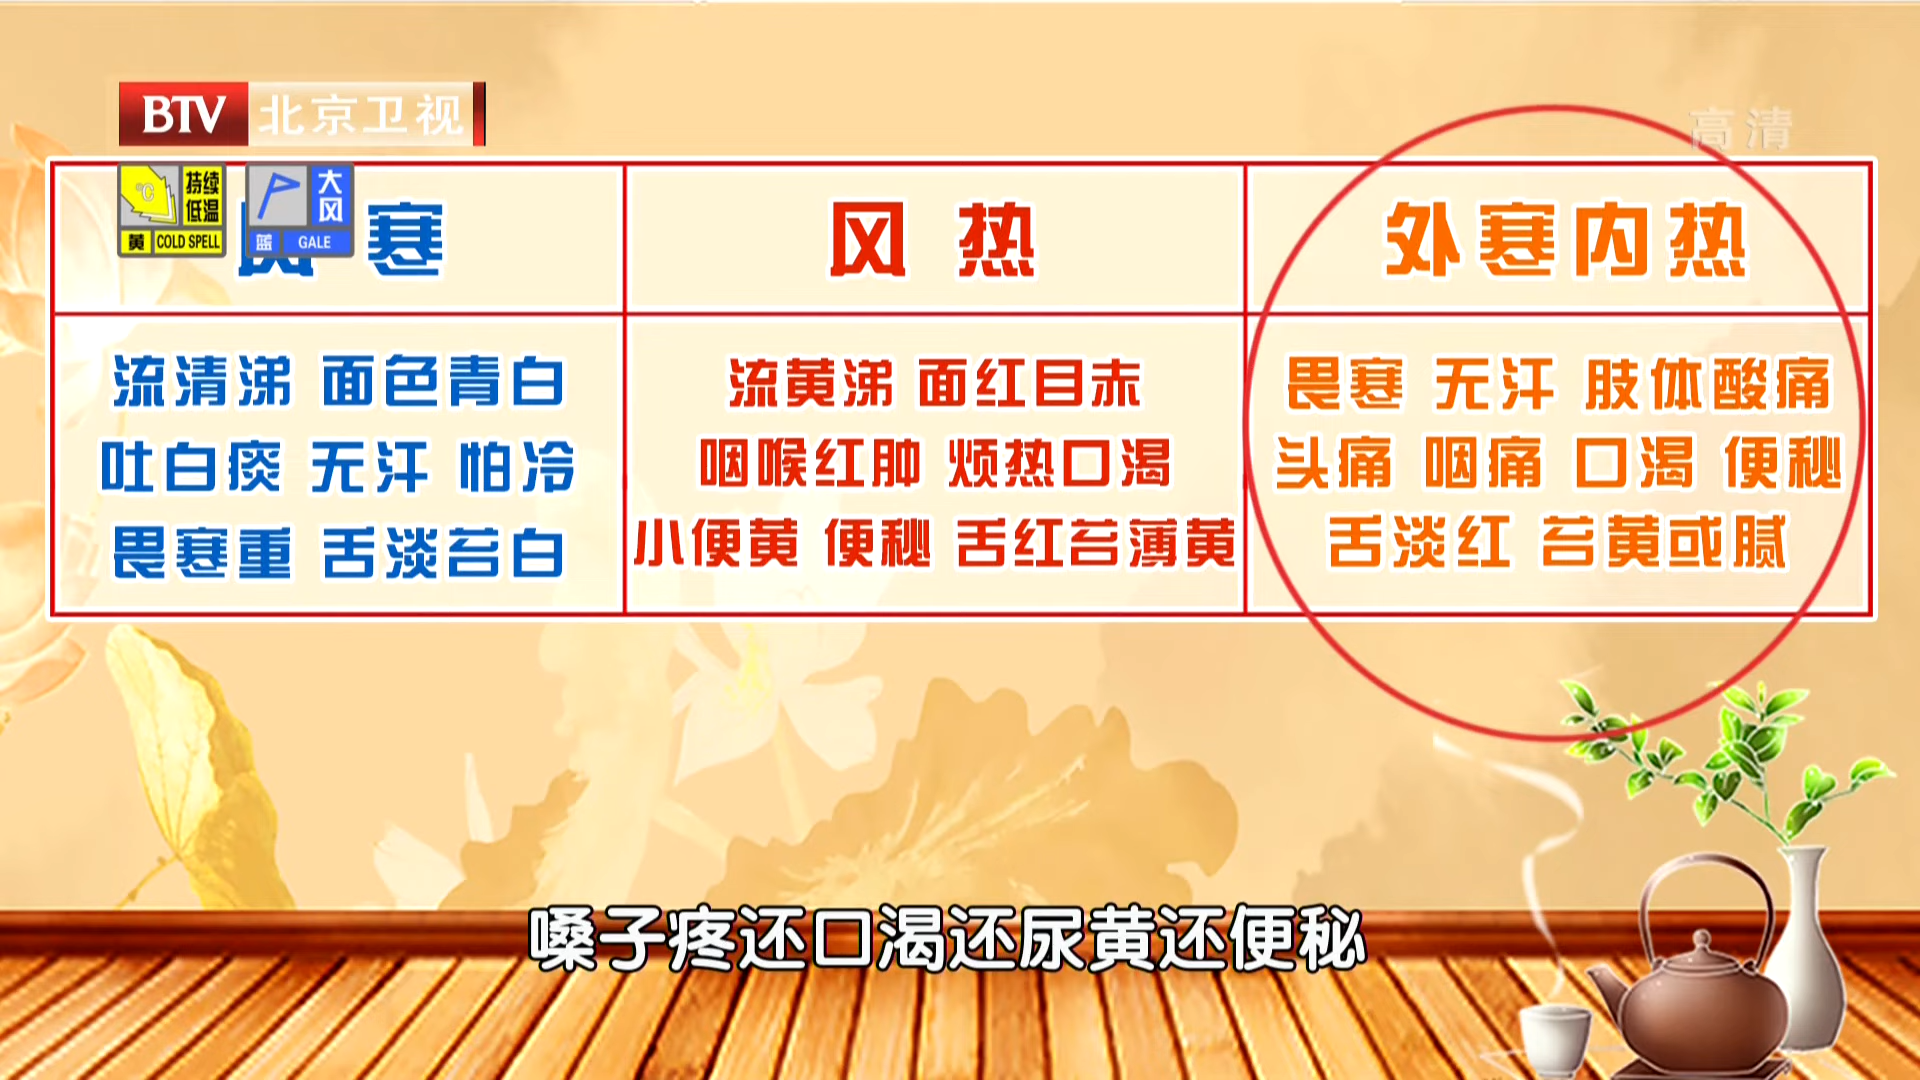 BTV 北京卫视
高清
℃ 持续低温
黄 COLD SPELL
大风
蓝 GALE
风寒
风热
外寒内热
流清涕 面色青白
吐白痰 无汗 怕冷
畏寒重 舌淡苔白
流黄涕 面红目赤
咽喉红肿 烦热口渴
小便黄 便秘 舌红苔薄黄
畏寒 无汗 肢体酸痛
头痛 咽痛 口渴 便秘
舌淡红 苔黄或腻
嗓子疼还口渴还尿黄还便秘